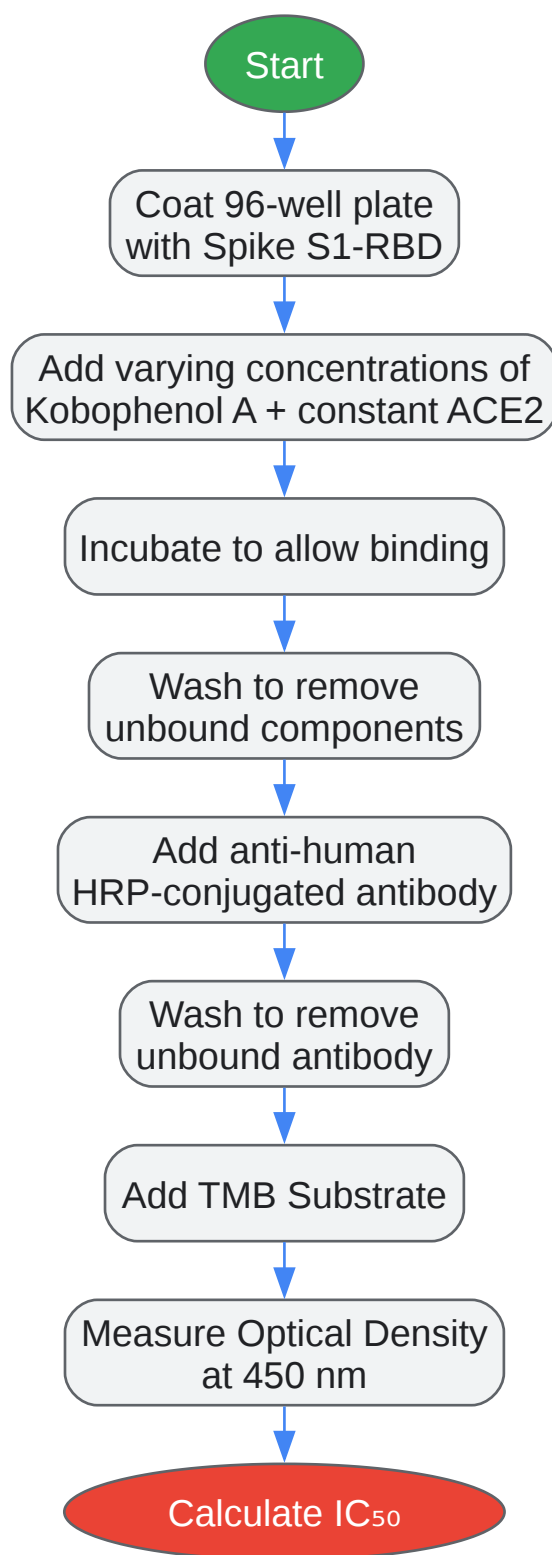 Start
Coat 96-well plate
with Spike S1-RBD
Add varying concentrations of
Kobophenol A + constant ACE2
Incubate to allow binding
Wash to remove
unbound components
Add anti-human
HRP-conjugated antibody
Wash to remove
unbound antibody
Add TMB Substrate
Measure Optical Density
at 450 nm
Calculate IC₅₀